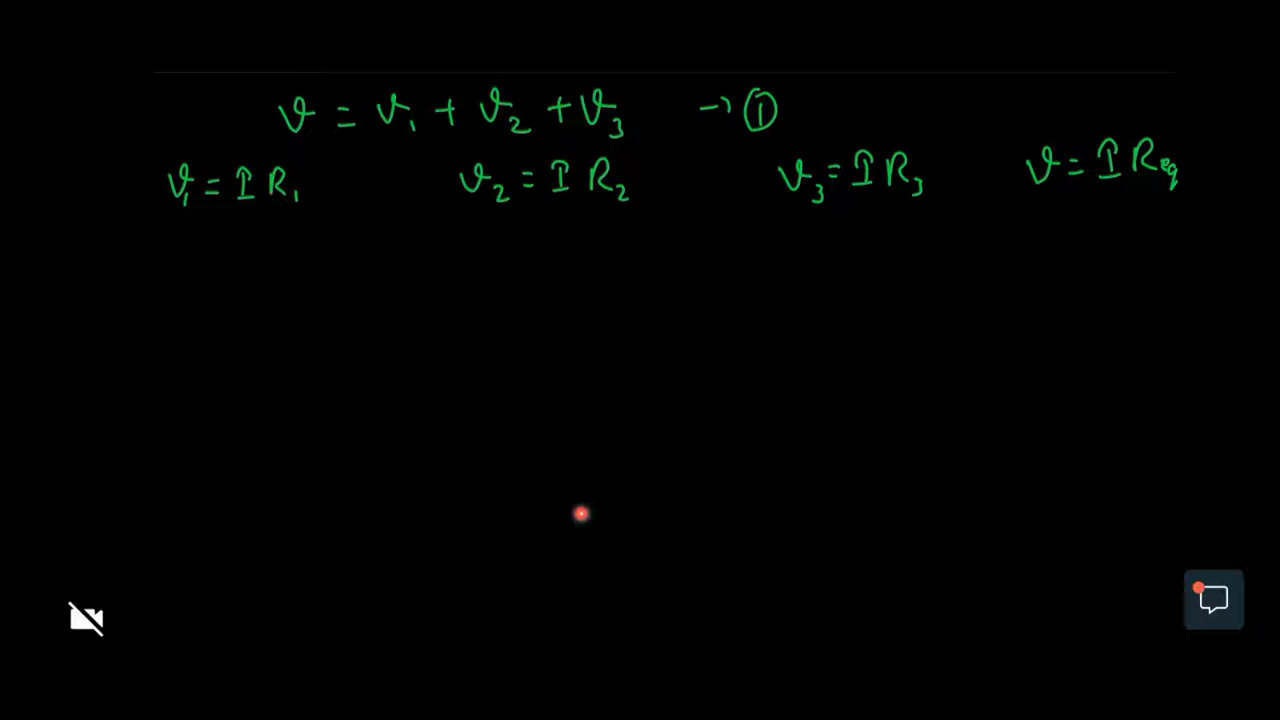 V = V₁ + V₂ + V₃ → ①
V₁ = I R₁ V₂ = I R₂ V₃ = I R₃ V = I Req